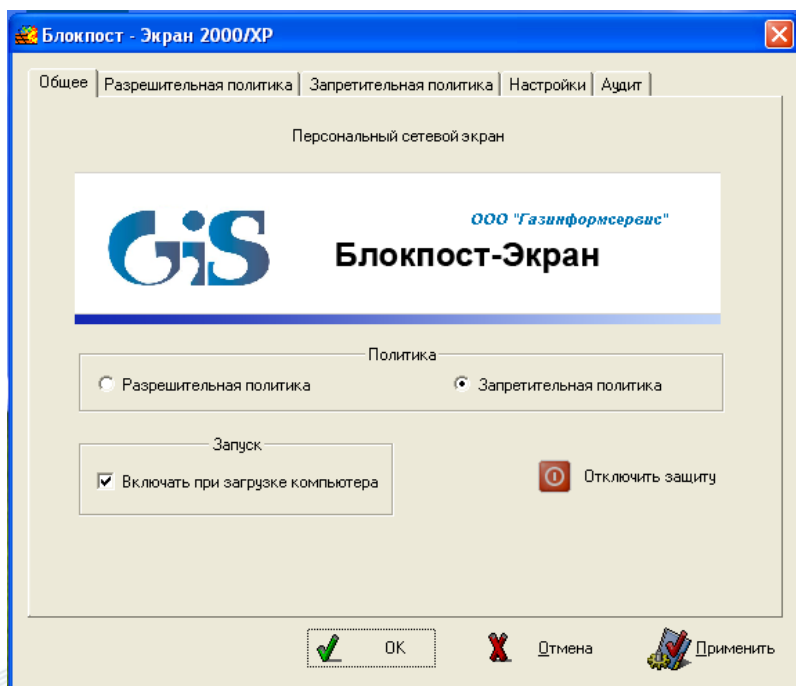 Блокпост - Экран 2000/XP
Общее Разрешительная политика Запретительная политика Настройки Аудит
Персональный сетевой экран
GiS
ООО "Газинформсервис"
Блокпост-Экран
Политика
Разрешительная политика Запретительная политика
Запуск
Включать при загрузке компьютера
Отключить защиту
OK Отмена Применить